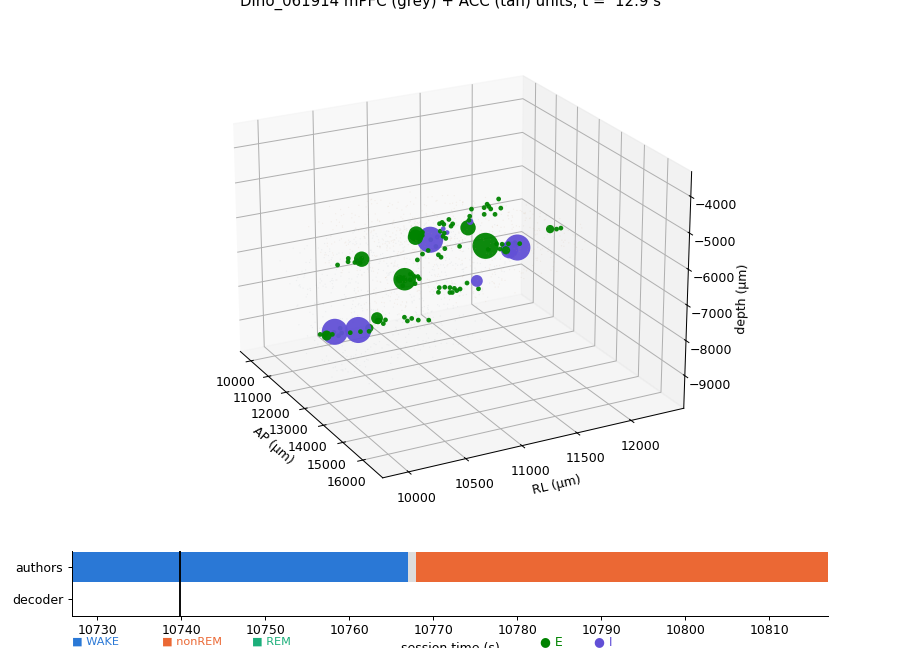 Dino_061914 mPFC (grey) + ACC (tan) units, t = 12.9 s
−4000
−5000
−6000
−7000
−8000
−9000
depth (μm)
10000
11000
12000
13000
14000
15000
16000
AP (μm)
10000
10500
11000
11500
12000
RL (μm)
authors
decoder
10730
10740
10750
10760
10770
10780
10790
10800
10810
session time (s)
WAKE
nonREM
REM
E
I